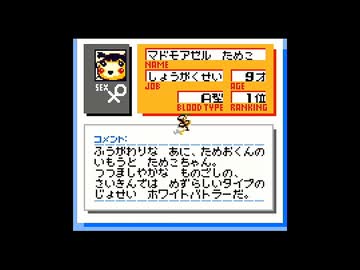 マドモアゼル　ためこ
NAME
しょうがくせい
9才
JOB
AGE
SEX
A型
1位
BLOOD TYPE
RANKING
コメント:
ふうがわりな　あに、ためおくんの
いもうと　ためこちゃん。
つつましやかな　ものごしの、
さいきんでは　めずらしいタイプの
じょせい　ホワイトバトラーだ。